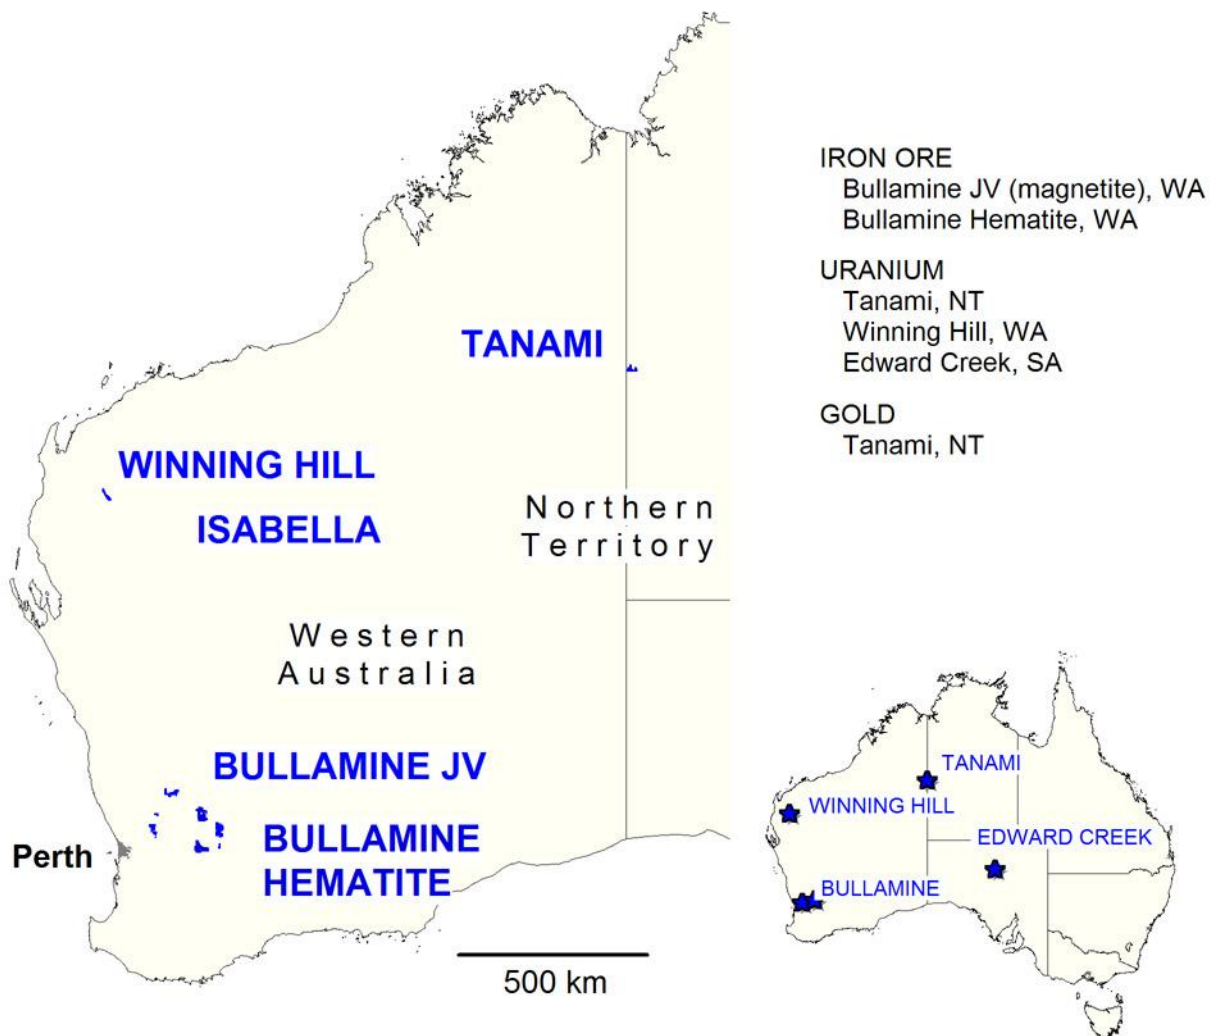 TANAMI
WINNING HILL
ISABELLA
Northern
Territory
Western
Australia
BULLAMINE JV
BULLAMINE
HEMATITE
Perth
500 km
IRON ORE
Bullamine JV (magnetite), WA
Bullamine Hematite, WA
URANIUM
Tanami, NT
Winning Hill, WA
Edward Creek, SA
GOLD
Tanami, NT
TANAMI
WINNING HILL
EDWARD CREEK
BULLAMINE